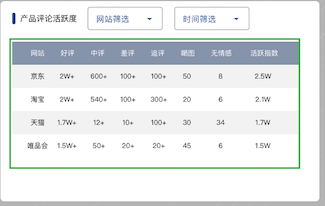 产品评论活跃度 网站筛选 时间筛选
网站 好评 中评 差评 追评 晒图 无情感 活跃指数
京东 2W+ 600+ 100+ 100+ 50 8 2.5W
淘宝 2W+ 540+ 100+ 300+ 20 6 2.1W
天猫 1.7W+ 12+ 10+ 100+ 30 34 1.7W
唯品会 1.5W+ 50+ 20+ 20+ 45 6 1.5W